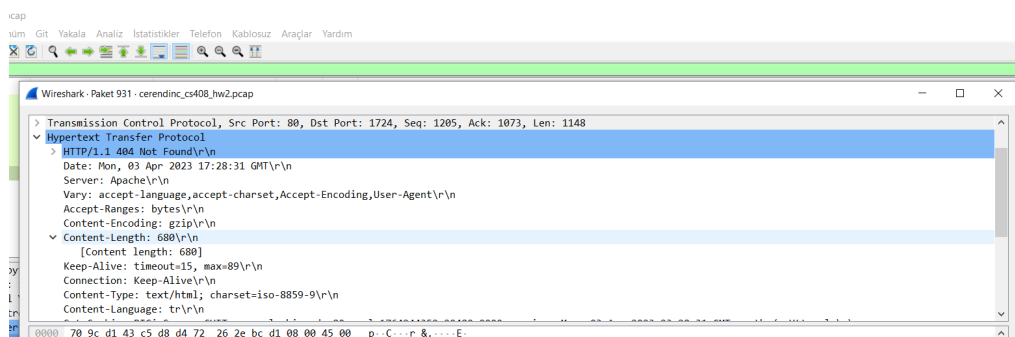 Git Yakala Analiz İstatistikler Telefon Kablosuz Araçlar Yardım
Wireshark · Paket 931 · cerendinc_cs408_hw2.pcap
> Transmission Control Protocol, Src Port: 80, Dst Port: 1724, Seq: 1205, Ack: 1073, Len: 1148
Hypertext Transfer Protocol
> HTTP/1.1 404 Not Found\r\n
Date: Mon, 03 Apr 2023 17:28:31 GMT\r\n
Server: Apache\r\n
Vary: accept-language,accept-charset,Accept-Encoding,User-Agent\r\n
Accept-Ranges: bytes\r\n
Content-Encoding: gzip\r\n
Content-Length: 680\r\n
[Content length: 680]
Keep-Alive: timeout=15, max=89\r\n
Connection: Keep-Alive\r\n
Content-Type: text/html; charset=iso-8859-9\r\n
Content-Language: tr\r\n
0000 70 9c d1 43 c5 d8 d4 72 26 2e bc d1 08 00 45 00 p··C···r &.····E·